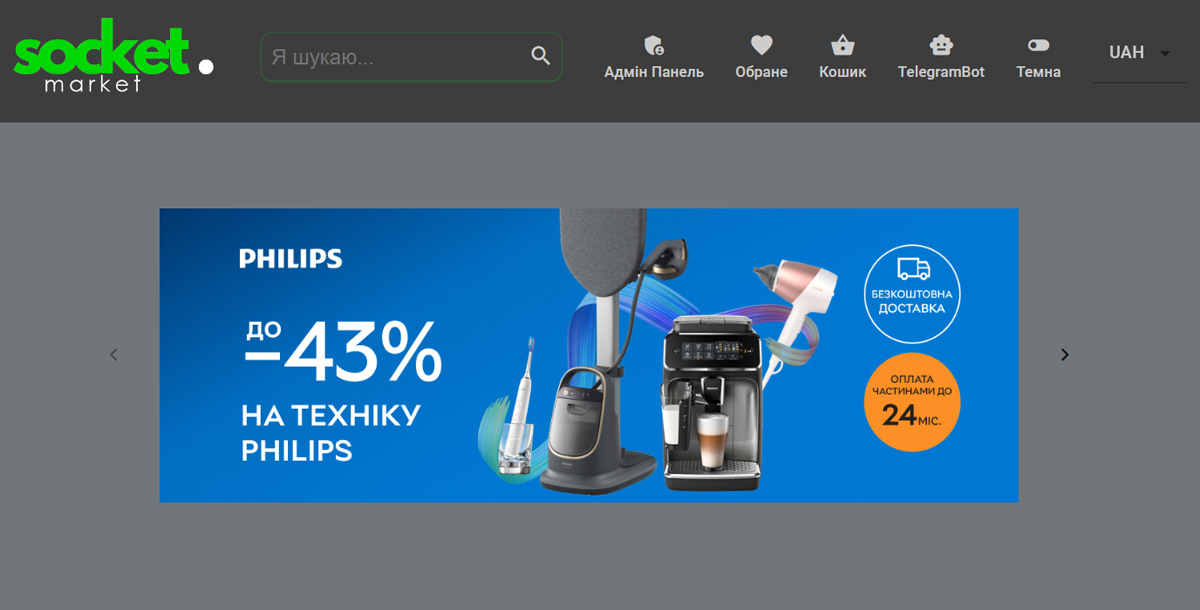 socket
market
Я шукаю...
Адмін Панель
Обране
Кошик
TelegramBot
Темна
UAH
PHILIPS
ДО
–43%
НА ТЕХНІКУ
PHILIPS
БЕЗКОШТОВНА
ДОСТАВКА
ОПЛАТА
ЧАСТИНАМИ ДО
24 МІС.